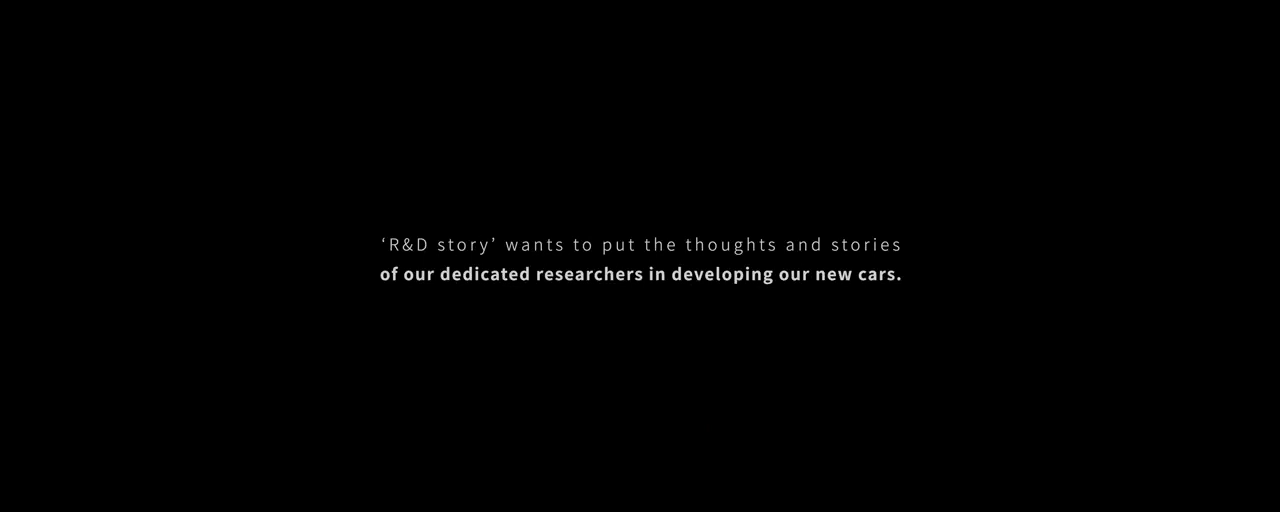 ‘R&D story’ wants to put the thoughts and stories
of our dedicated researchers in developing our new cars.